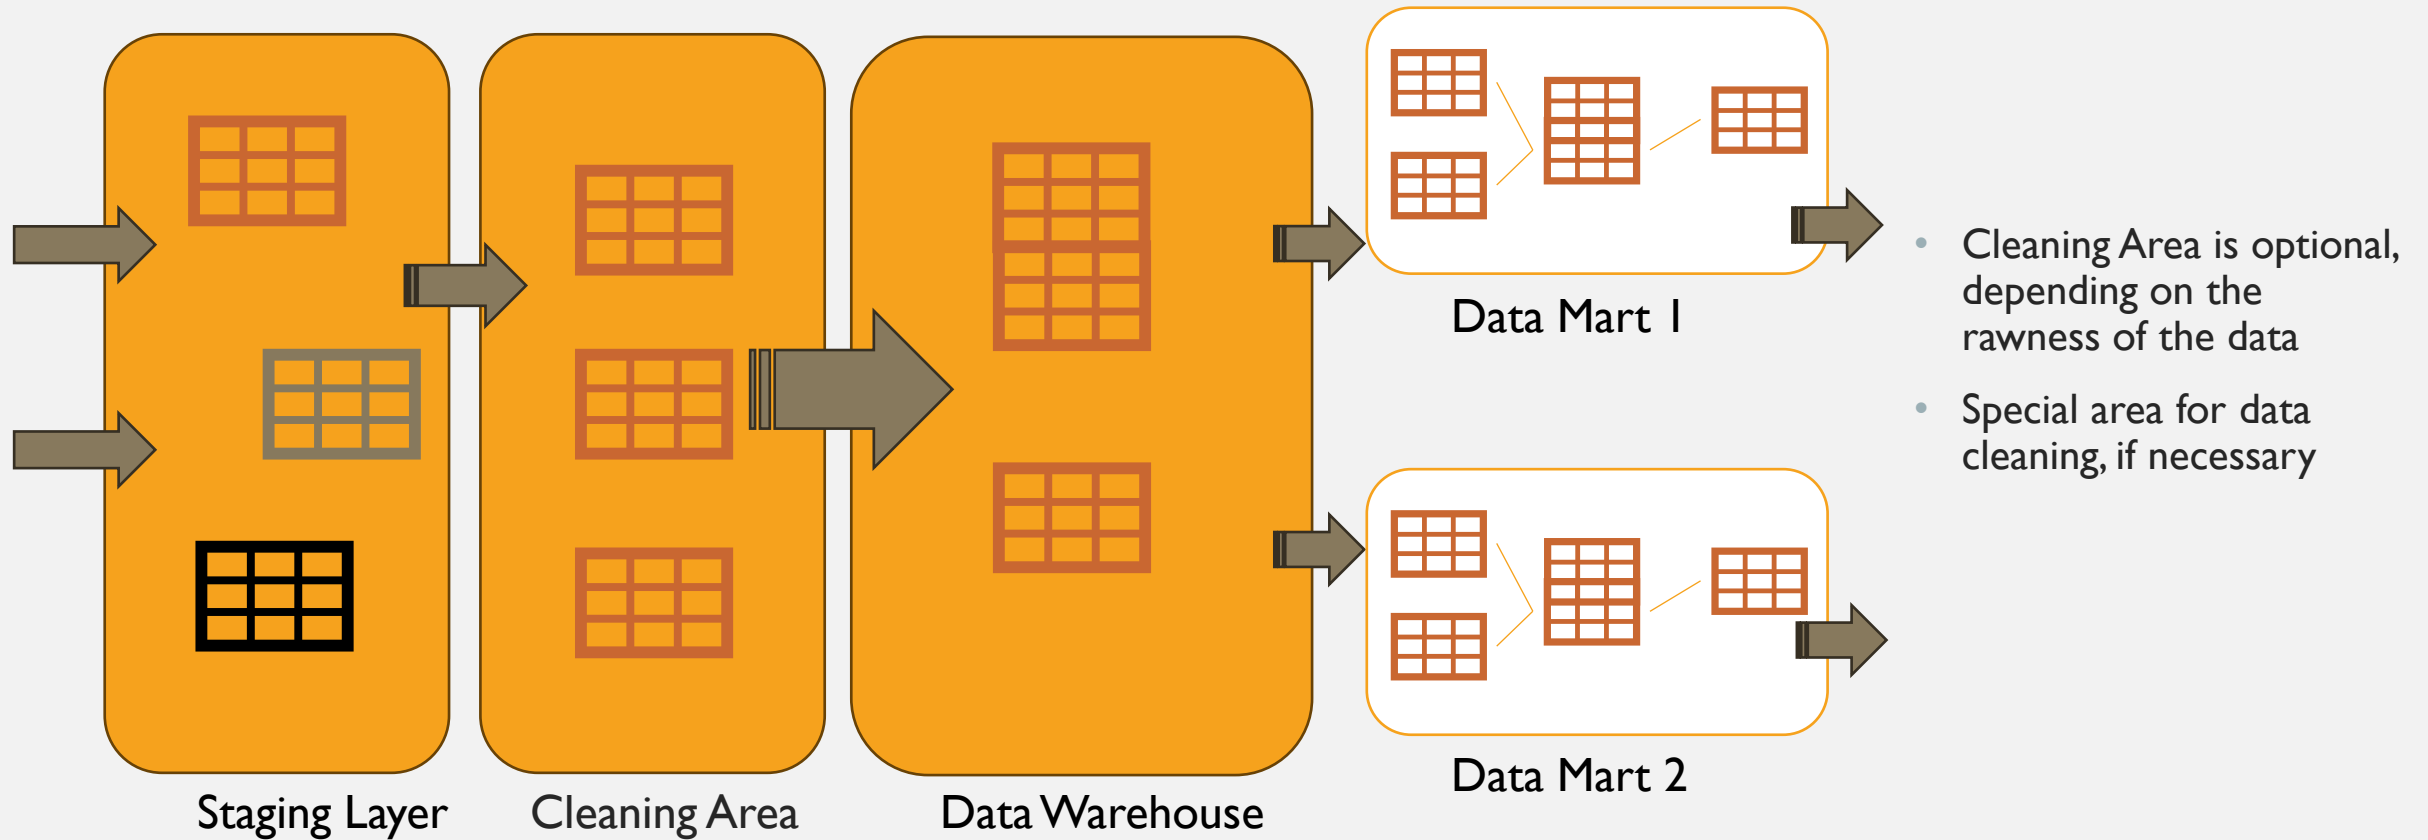 Data Mart 1
• Cleaning Area is optional,
depending on the
rawness of the data
• Special area for data
cleaning, if necessary
Data Mart 2
Staging Layer
Cleaning Area
Data Warehouse